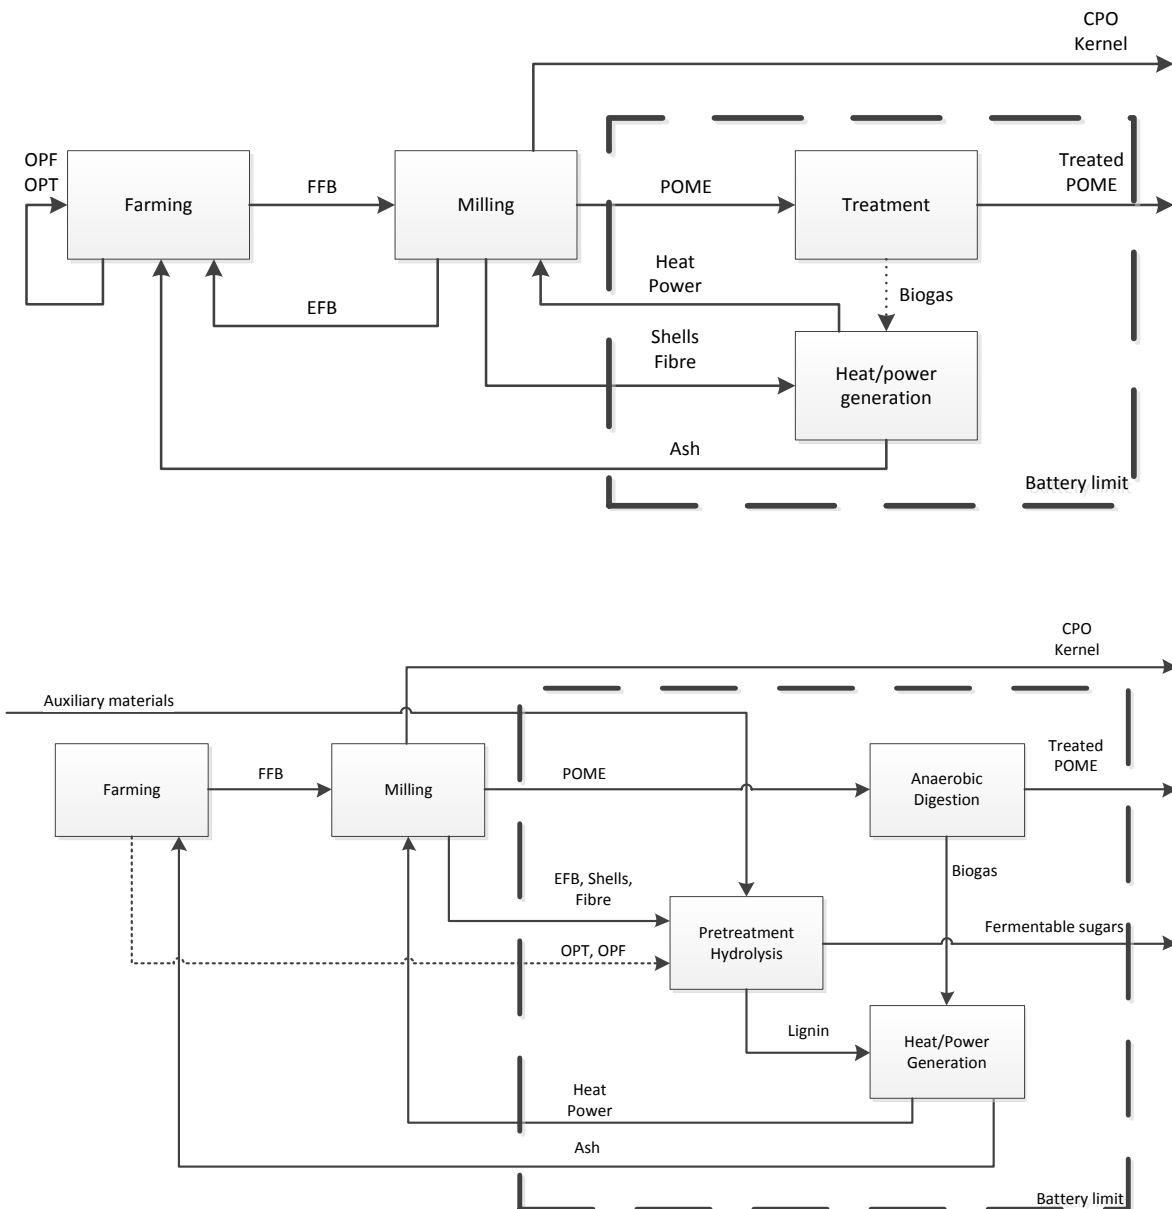 CPO
Kernel
OPF
OPT
Farming
FFB
Milling
POME
Treatment
Treated
POME
Heat
Power
Biogas
EFB
Shells
Fibre
Heat/power
generation
Ash
Battery limit
CPO
Kernel
Auxiliary materials
Farming
FFB
Milling
POME
Anaerobic
Digestion
Treated
POME
Biogas
EFB, Shells,
Fibre
Pretreatment
Hydrolysis
Fermentable sugars
OPT, OPF
Lignin
Heat/Power
Generation
Heat
Power
Ash
Battery limit